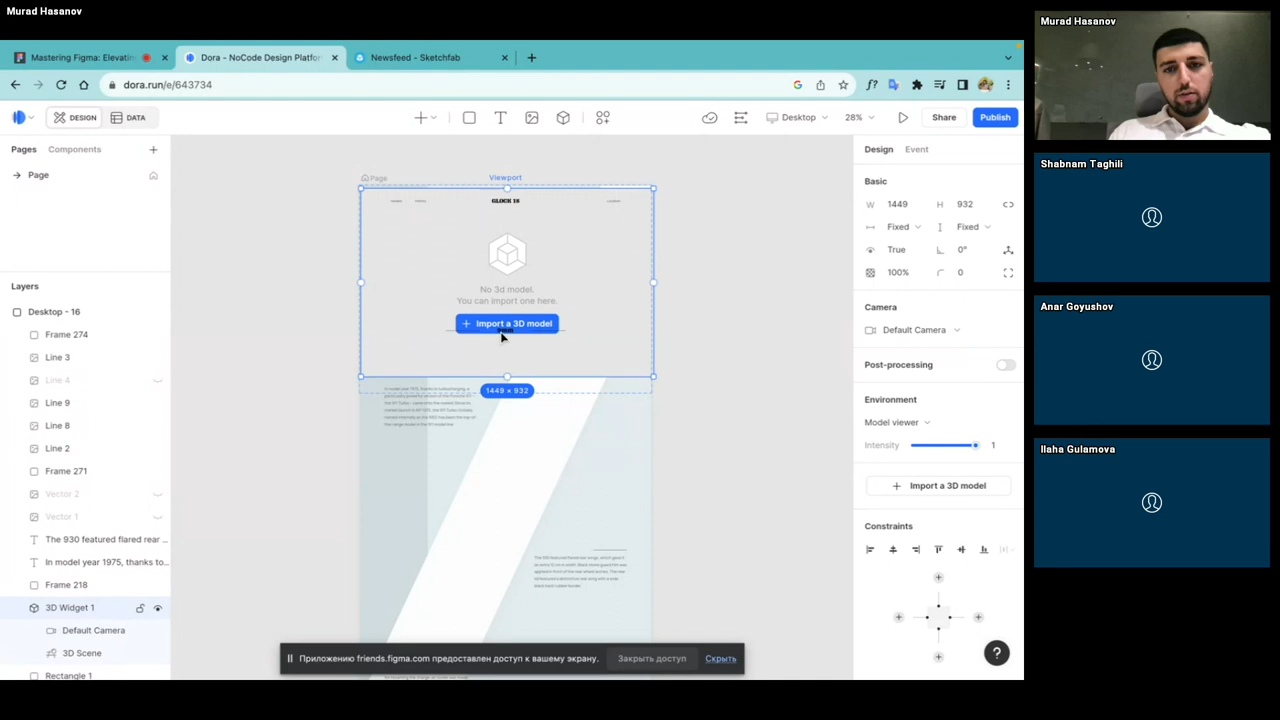 Murad Hasanov
Mastering Figma: Elevatin
Dora - NoCode Design Platfor
Newsfeed - Sketchfab
dora.run/e/643734
f?
DESIGN
DATA
Desktop
28%
Share
Publish
Pages
Components
Page
Layers
Desktop - 16
Frame 274
Line 3
Line 4
Line 9
Line 8
Line 2
Frame 271
Vector 2
Vector 1
The 930 featured flared rear ...
In model year 1975, thanks to...
Frame 218
3D Widget 1
Default Camera
3D Scene
Rectangle 1
Page
Viewport
GLOCK 18
No 3d model.
You can import one here.
Import a 3D model
1449 × 932
Приложению friends.figma.com предоставлен доступ к вашему экрану.
Закрыть доступ
Скрыть
Design
Event
Basic
W 1449 H 932
Fixed Fixed
True 0°
100% 0
Camera
Default Camera
Post-processing
Environment
Model viewer
Intensity 1
Import a 3D model
Constraints
?
Murad Hasanov
Shabnam Taghili
Anar Goyushov
Ilaha Gulamova